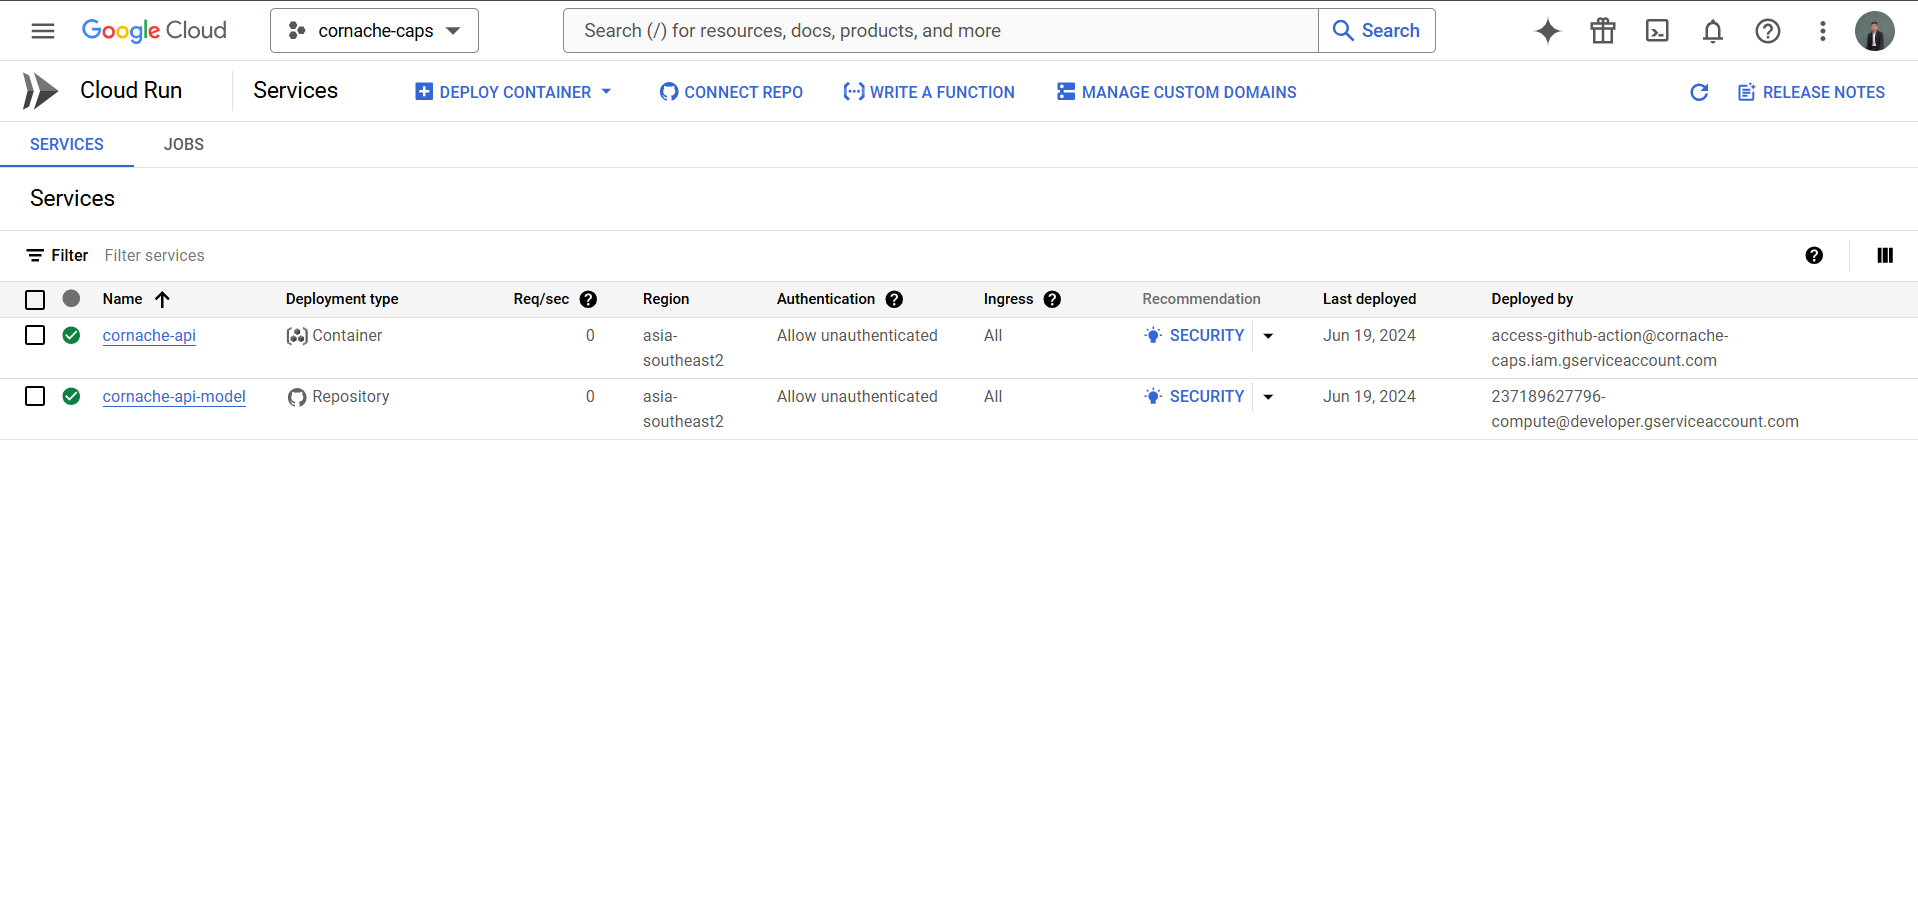 Google Cloud
cornache-caps
Search (/) for resources, docs, products, and more
Search
Cloud Run
Services
DEPLOY CONTAINER
CONNECT REPO
WRITE A FUNCTION
MANAGE CUSTOM DOMAINS
RELEASE NOTES
SERVICES
JOBS
Services
Filter
Filter services
Name
Deployment type
Req/sec
Region
Authentication
Ingress
Recommendation
Last deployed
Deployed by
cornache-api
Container
0
asia-
southeast2
Allow unauthenticated
All
SECURITY
Jun 19, 2024
access-github-action@cornache-
caps.iam.gserviceaccount.com
cornache-api-model
Repository
0
asia-
southeast2
Allow unauthenticated
All
SECURITY
Jun 19, 2024
237189627796-
compute@developer.gserviceaccount.com